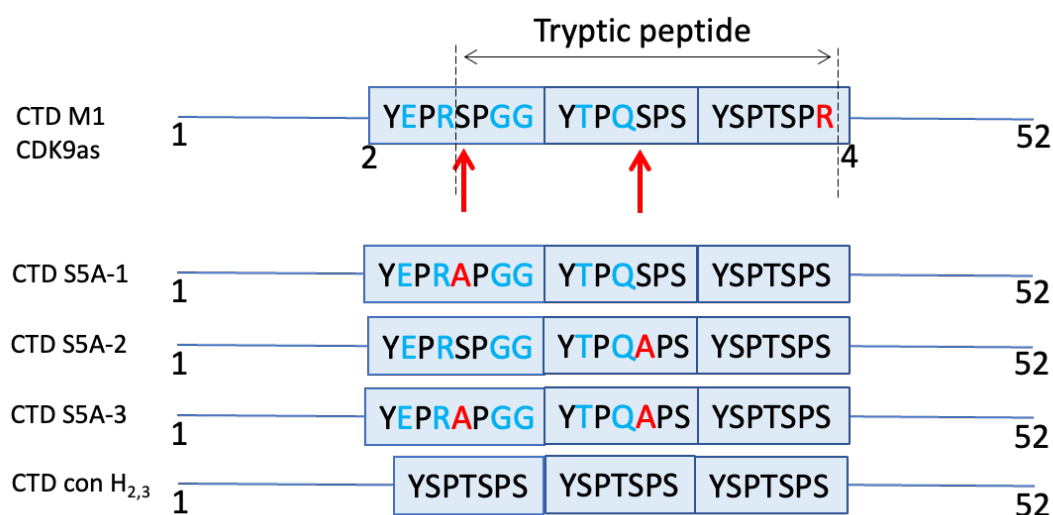 Tryptic peptide
CTD M1 CDK9as 1 YEPRSPGG YTPQSPS YSPTSPR 52
2 4
CTD S5A-1 1 YEPRAPGG YTPQSPS YSPTSPS 52
CTD S5A-2 1 YEPRSPGG YTPQAPS YSPTSPS 52
CTD S5A-3 1 YEPRAPGG YTPQAPS YSPTSPS 52
CTD con H2,3 1 YSPTSPS YSPTSPS YSPTSPS 52